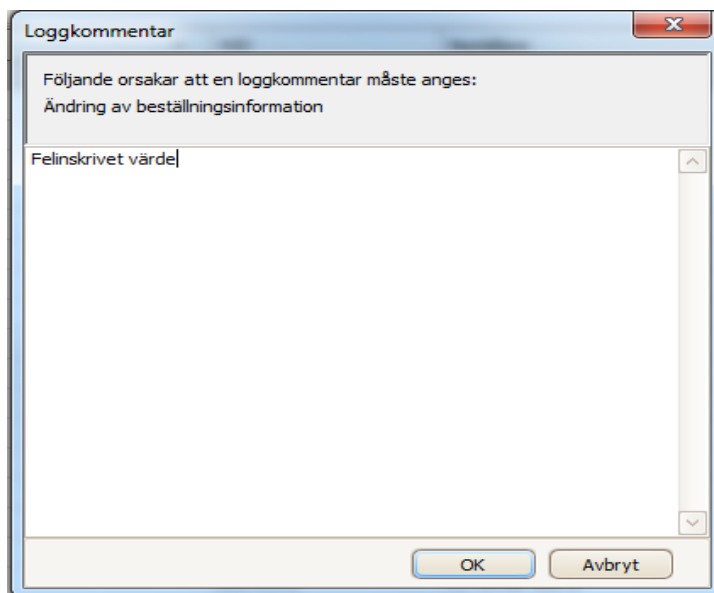 Loggkommentar
Följande orsakar att en loggkommentar måste anges:
Ändring av beställningsinformation
Felinskrivet värde
OK
Avbryt